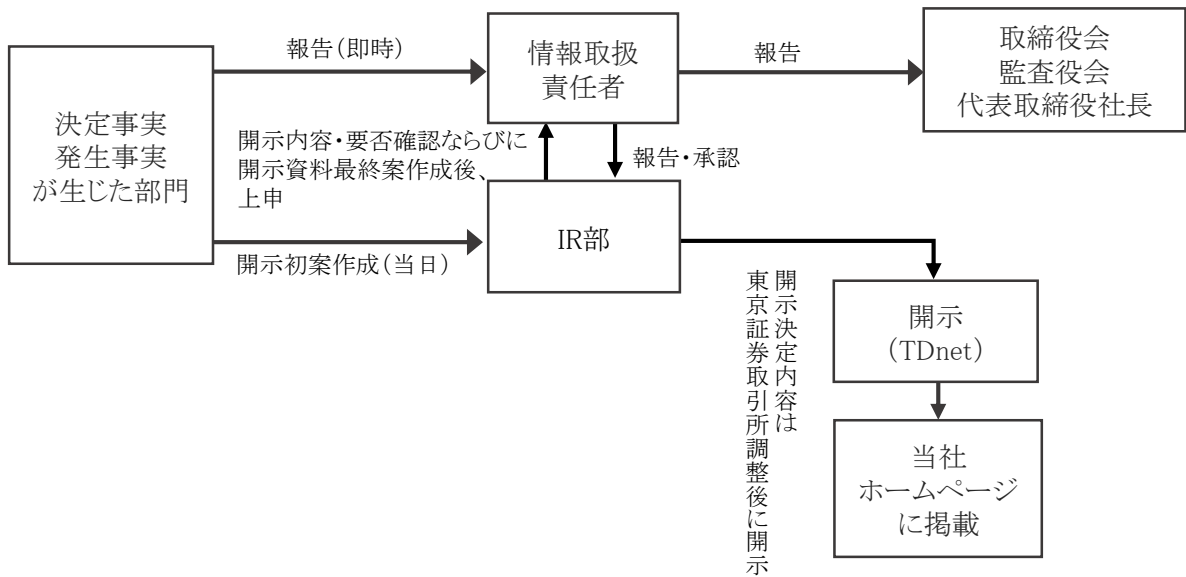 決定事実
発生事実
が生じた部門
報告（即時）
情報取扱
責任者
報告
取締役会
監査役会
代表取締役社長
開示内容・要否確認ならびに
開示資料最終案作成後、
上申
報告・承認
開示初案作成（当日）
IR部
開示決定内容は
東京証券取引所調整後に開示
開示
（TDnet）
当社
ホームページ
に掲載